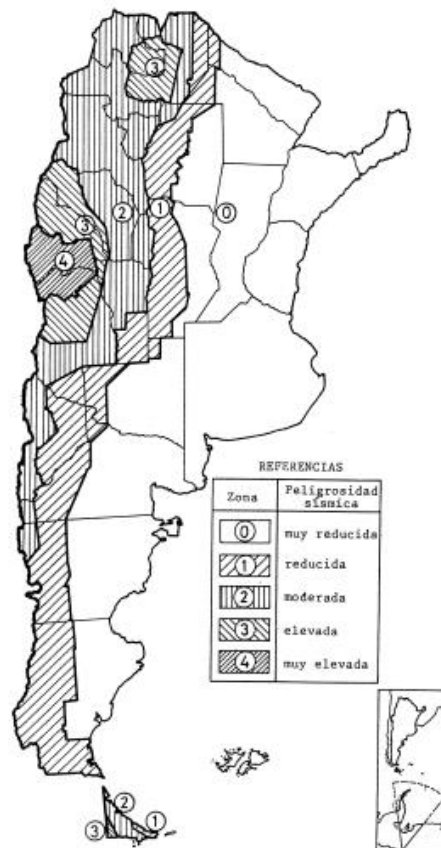 3
2
1
0
3
4
REFERENCIAS
Zona Peligrosidad sísmica
0 muy reducida
1 reducida
2 moderada
3 elevada
4 muy elevada
2
1
3